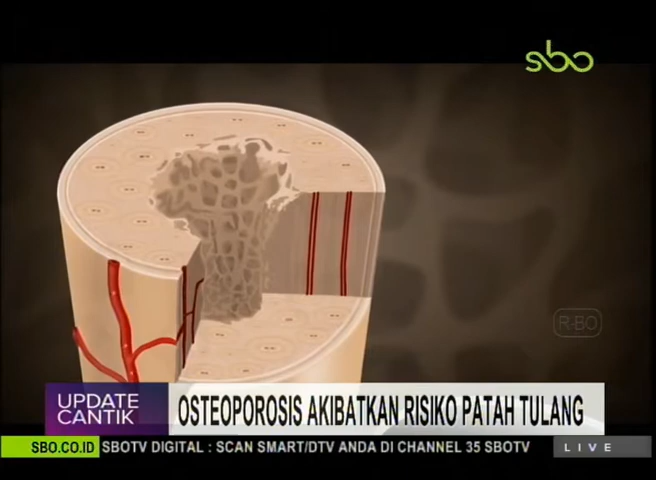 sbo
R-BO
UPDATE
CANTIK
OSTEOPOROSIS AKIBATKAN RISIKO PATAH TULANG
SBO.CO.ID SBOTV DIGITAL : SCAN SMART/DTV ANDA DI CHANNEL 35 SBOTV LIVE